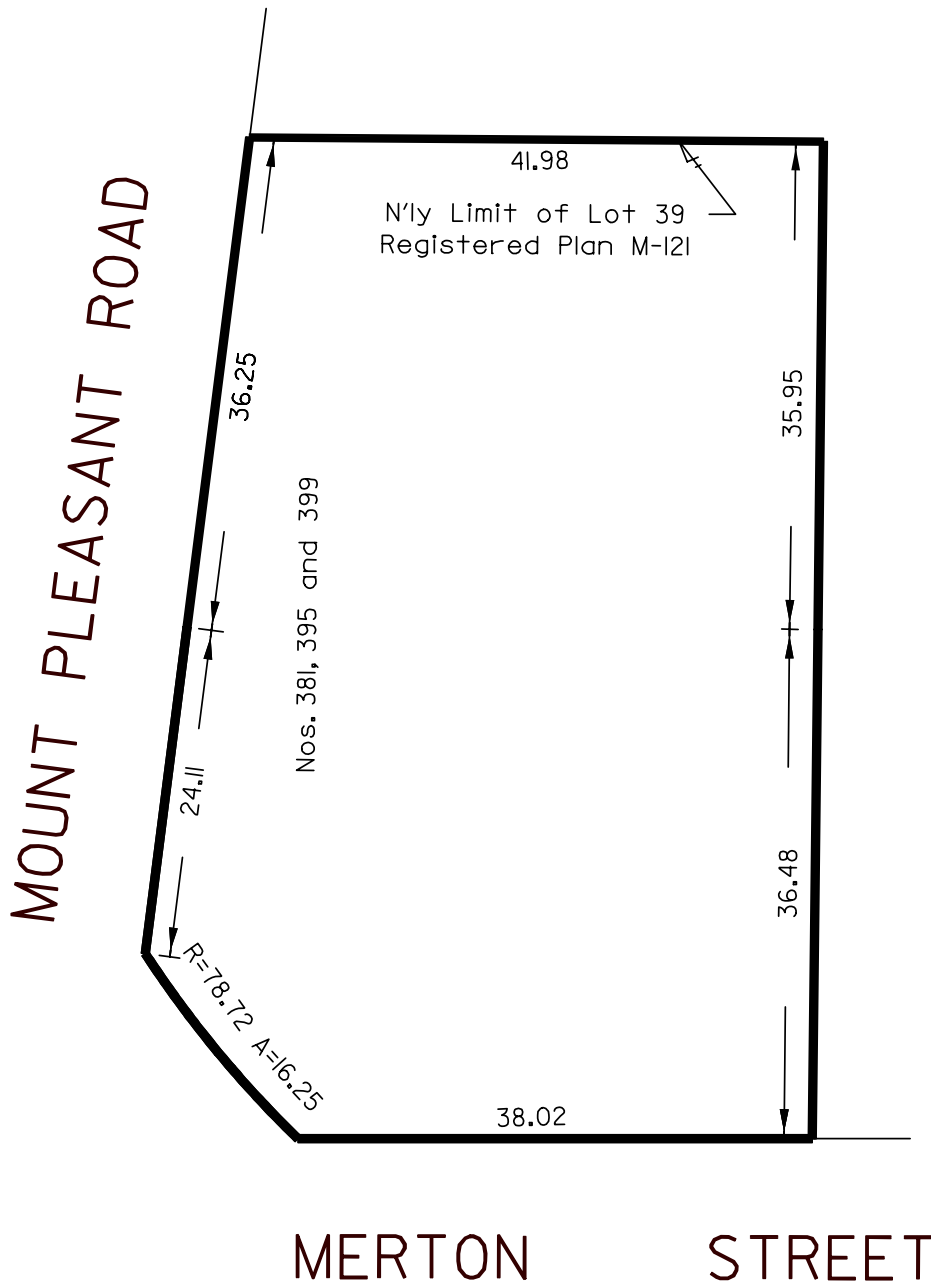 41.98
N'ly Limit of Lot 39
Registered Plan M-121
MOUNT PLEASANT ROAD
36.25
35.95
Nos. 381, 395 and 399
24.11
36.48
R=78.72 A=16.25
38.02
MERTON STREET